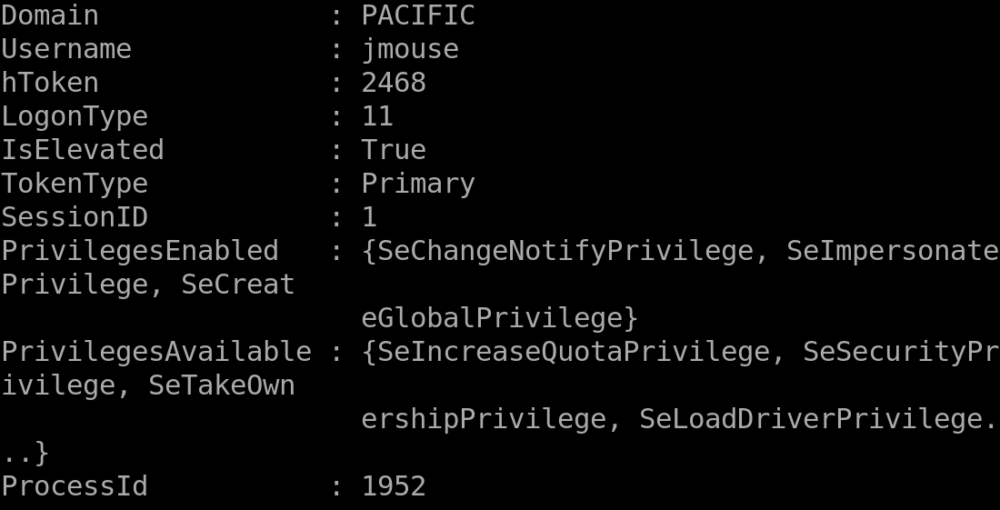 Domain             : PACIFIC
Username           : jmouse
hToken             : 2468
LogonType          : 11
IsElevated         : True
TokenType          : Primary
SessionID          : 1
PrivilegesEnabled  : {SeChangeNotifyPrivilege, SeImpersonate
Privilege, SeCreat
                     eGlobalPrivilege}
PrivilegesAvailable : {SeIncreaseQuotaPrivilege, SeSecurityPr
ivilege, SeTakeOwn
                      ershipPrivilege, SeLoadDriverPrivilege.
..}
ProcessId           : 1952